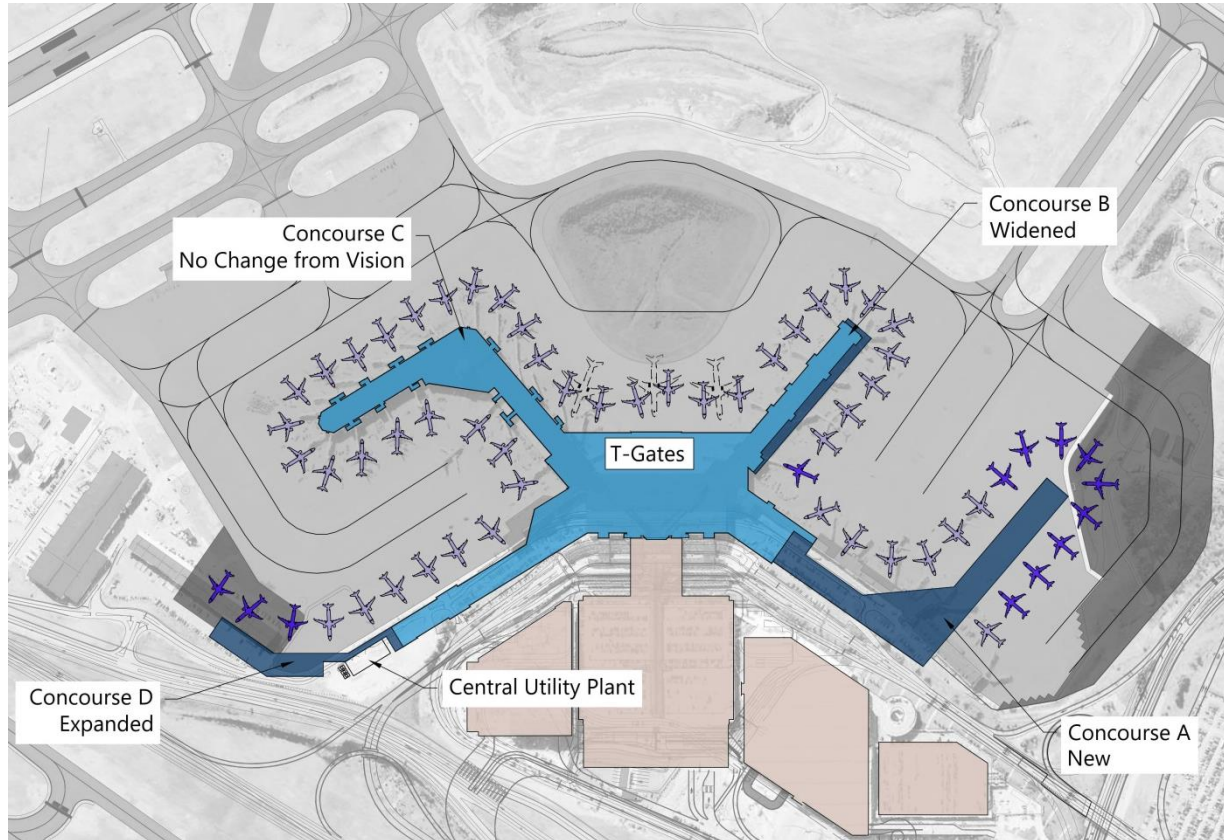 Concourse B
Widened
Concourse C
No Change from Vision
T-Gates
Central Utility Plant
Concourse D
Expanded
Concourse A
New